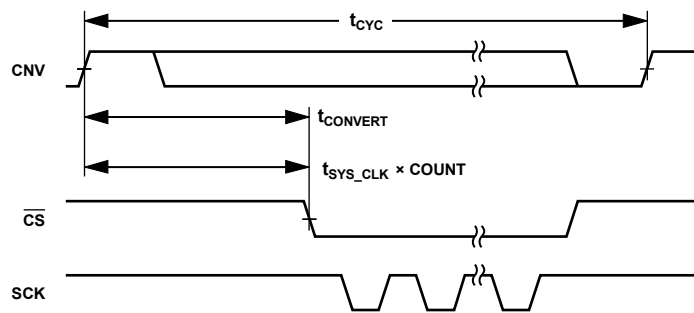 tCYC
CNV
tCONVERT
tSYS_CLK × COUNT
CS
SCK